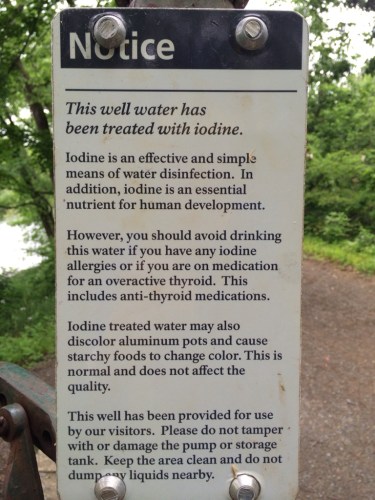 Notice
This well water has
been treated with iodine.
Iodine is an effective and simple
means of water disinfection. In
addition, iodine is an essential
nutrient for human development.
However, you should avoid drinking
this water if you have any iodine
allergies or if you are on medication
for an overactive thyroid. This
includes anti-thyroid medications.
Iodine treated water may also
discolor aluminum pots and cause
starchy foods to change color. This is
normal and does not affect the
quality.
This well has been provided for use
by our visitors. Please do not tamper
with or damage the pump or storage
tank. Keep the area clean and do not
dump any liquids nearby.